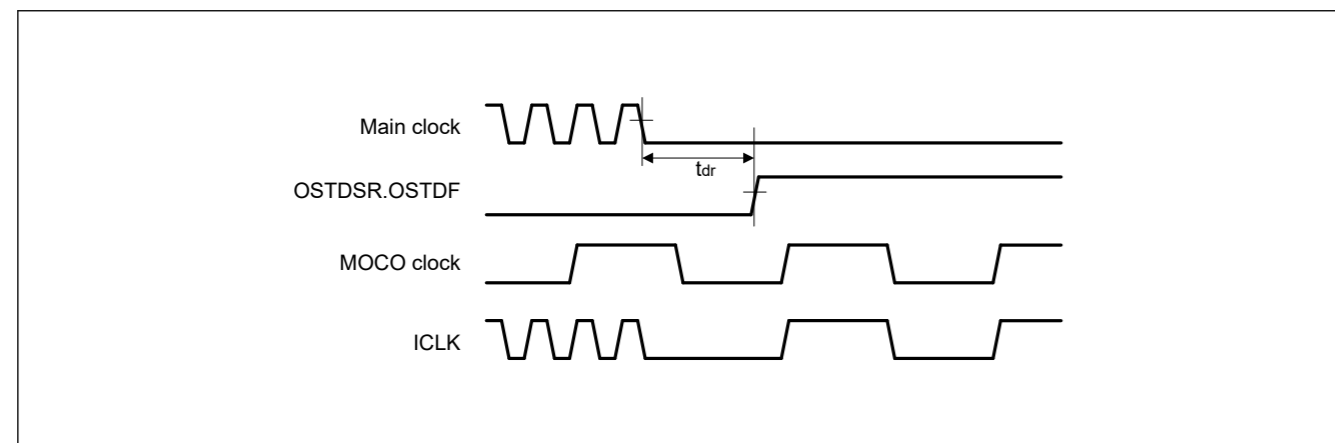 Main clock
tdr
OSTDSR.OSTDF
MOCO clock
ICLK